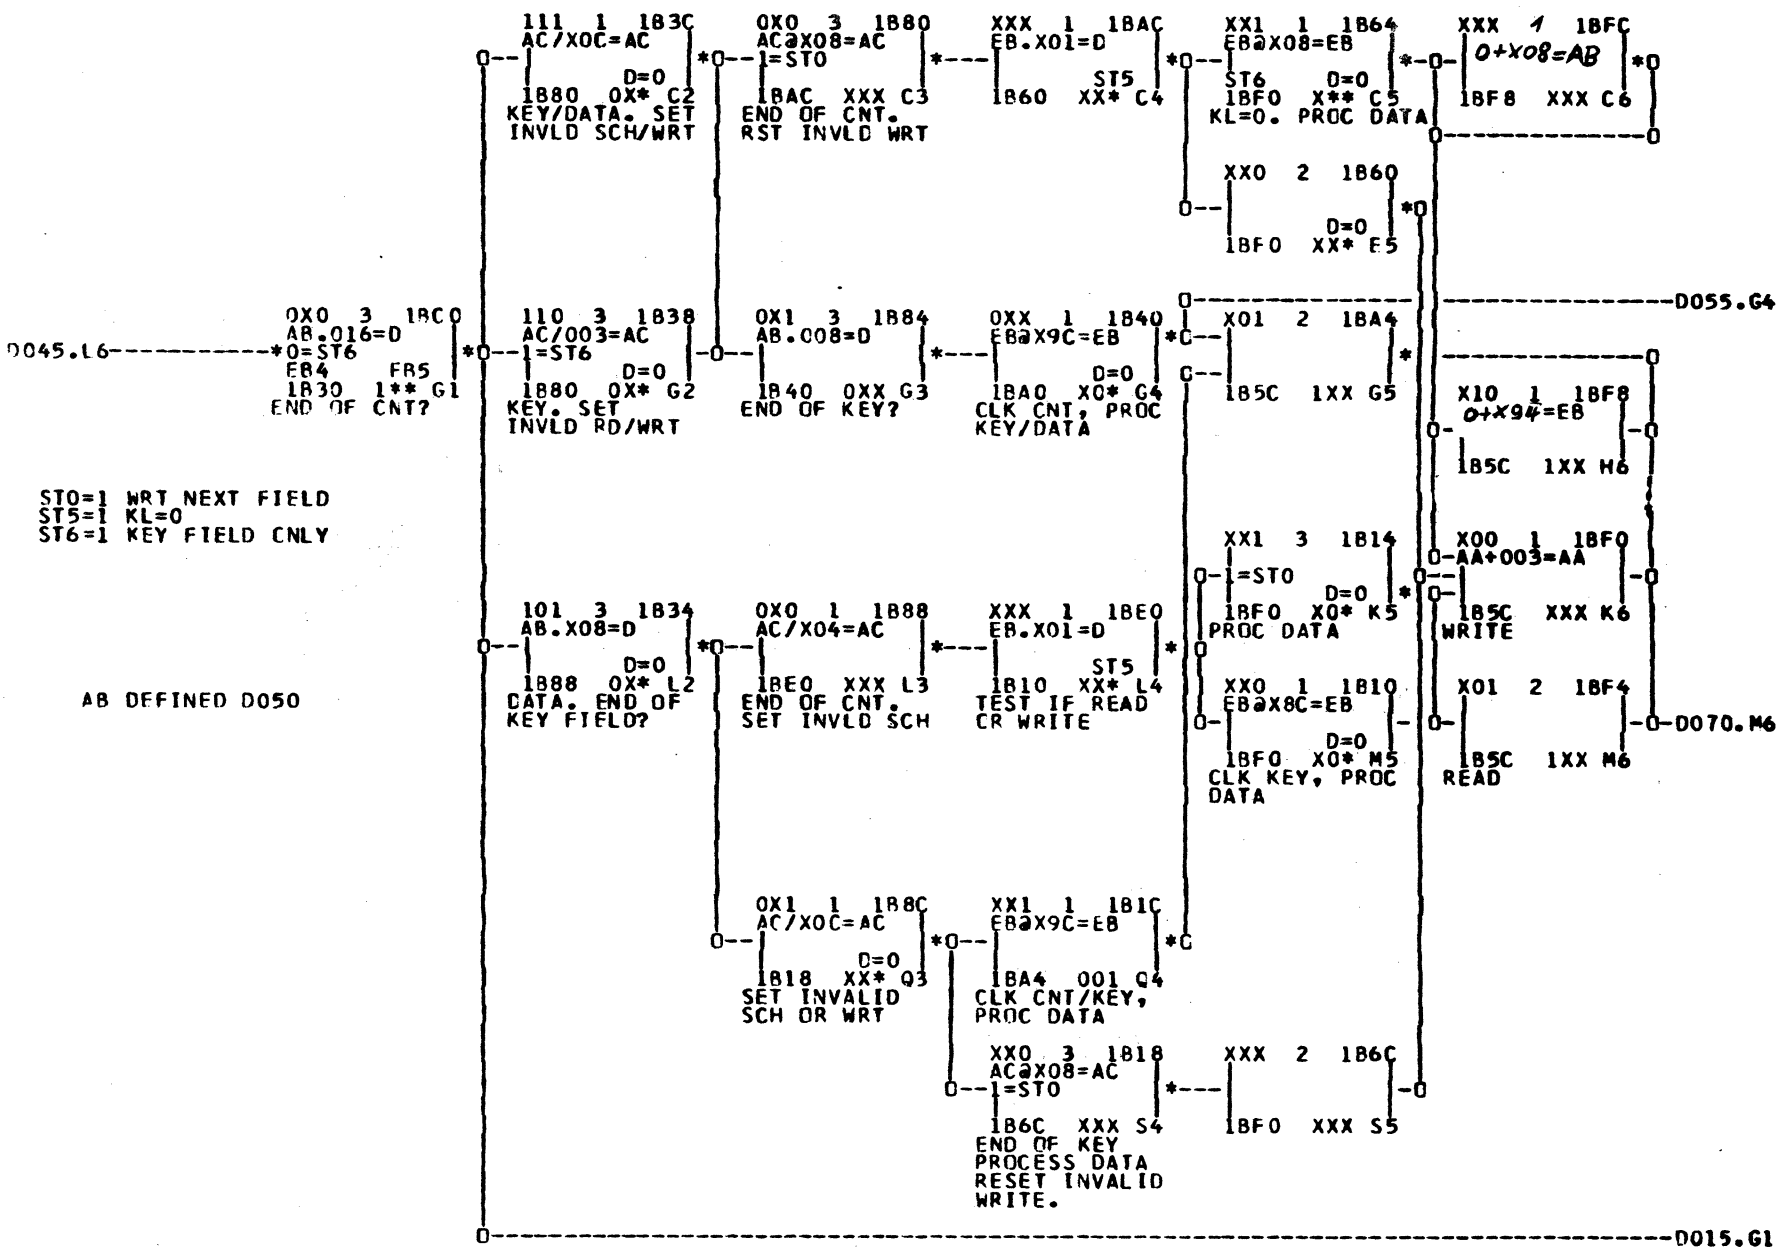 111 1 1B3C
AC/X0C=AC
D=0
1B80 0X* C2
KEY/DATA. SET
INVLD SCH/WRT
0X0 3 1B80
AC@X08=AC
1=ST0
1BAC XXX C3
END OF CNT.
RST INVLD WRT
XXX 1 1BAC
EB.X01=D
ST5
1B60 XX* C4
XX1 1 1B64
EB@X08=EB
ST6 D=0
1BF0 X** C5
KL=0. PROC DATA
XXX 1 1BFC
0+X08=AB
1BF8 XXX C6
XX0 2 1B60
D=0
1BF0 XX* E5
D055.G4
D045.L6
0X0 3 1BC0
AB.016=D
0=ST6
EB4 FB5
1B30 1** G1
END OF CNT?
110 3 1B38
AC/003=AC
1=ST6
D=0
1B80 0X* G2
KEY. SET
INVLD RD/WRT
0X1 3 1B84
AB.008=D
1B40 0XX G3
END OF KEY?
0XX 1 1B40
EB@X9C=EB
D=0
1BA0 X0* G4
CLK CNT, PROC
KEY/DATA
X01 2 1BA4
1B5C 1XX G5
X10 1 1BF8
0+X94=EB
1B5C 1XX H6
ST0=1 WRT NEXT FIELD
ST5=1 KL=0
ST6=1 KEY FIELD CNLY
XX1 3 1B14
1=ST0
D=0
1BF0 X0* K5
PROC DATA
X00 1 1BF0
AA+003=AA
1B5C XXX K6
WRITE
101 3 1B34
AB.X08=D
D=0
1B88 0X* L2
DATA. END OF
KEY FIELD?
0X0 1 1B88
AC/X04=AC
1BE0 XXX L3
END OF CNT.
SET INVLD SCH
XXX 1 1BE0
EB.X01=D
ST5
1B10 XX* L4
TEST IF READ
CR WRITE
XX0 1 1B10
EB@X8C=EB
D=0
1BF0 X0* M5
CLK KEY, PROC
DATA
X01 2 1BF4
1B5C 1XX M6
READ
D070.M6
AB DEFINED D050
0X1 1 1B8C
AC/X0C=AC
D=0
1B18 XX* Q3
SET INVALID
SCH OR WRT
XX1 1 1B1C
EB@X9C=EB
1BA4 001 Q4
CLK CNT/KEY,
PROC DATA
XX0 3 1B18
AC@X08=AC
1=ST0
1B6C XXX S4
END OF KEY
PROCESS DATA
RESET INVALID
WRITE.
XXX 2 1B6C
1BF0 XXX S5
D015.G1